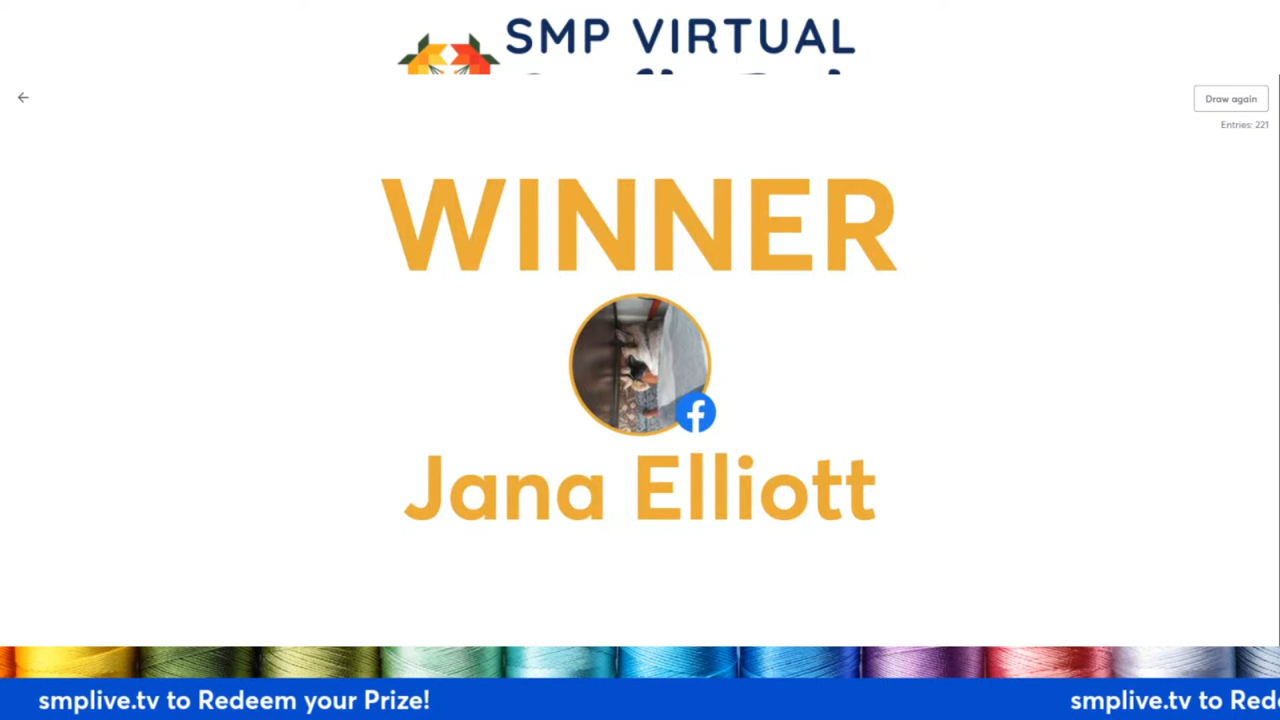 SMP VIRTUAL
Draw again
Entries: 221
WINNER
Jana Elliott
smplive.tv to Redeem your Prize!
smplive.tv to Rede